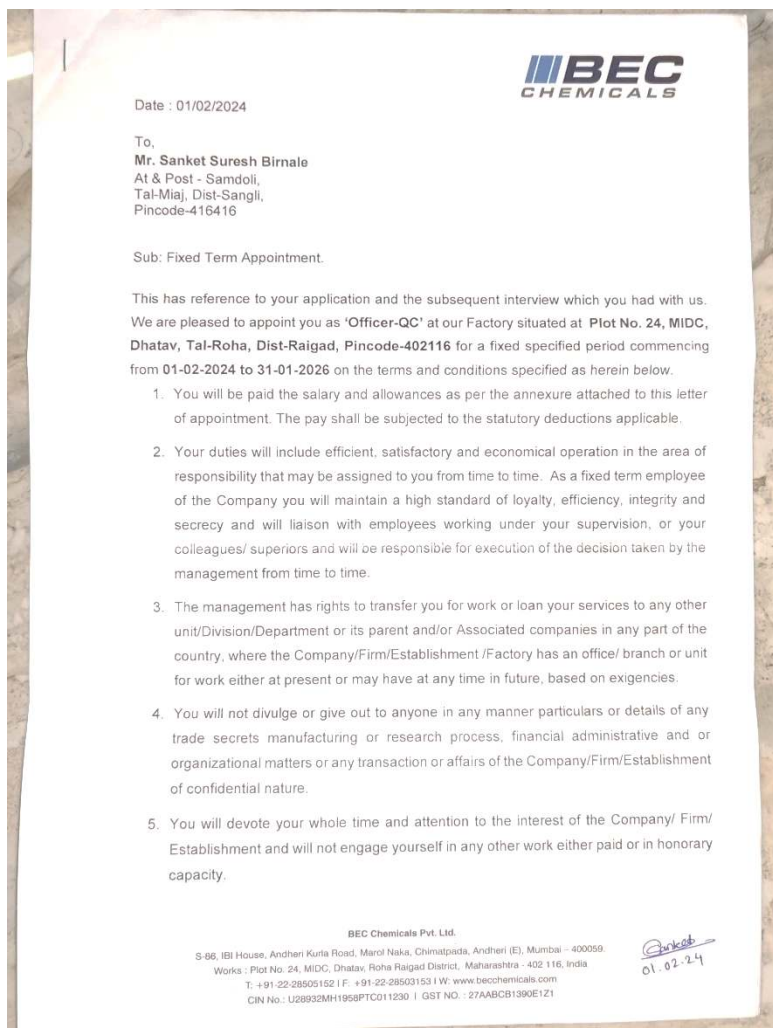 BEC
CHEMICALS
Date : 01/02/2024
To,
Mr. Sanket Suresh Birnale
At & Post - Samdoli,
Tal-Miaj, Dist-Sangli,
Pincode-416416
Sub: Fixed Term Appointment.
This has reference to your application and the subsequent interview which you had with us.
We are pleased to appoint you as ‘Officer-QC’ at our Factory situated at Plot No. 24, MIDC,
Dhatav, Tal-Roha, Dist-Raigad, Pincode-402116 for a fixed specified period commencing
from 01-02-2024 to 31-01-2026 on the terms and conditions specified as herein below.
1. You will be paid the salary and allowances as per the annexure attached to this letter
of appointment. The pay shall be subjected to the statutory deductions applicable.
2. Your duties will include efficient, satisfactory and economical operation in the area of
responsibility that may be assigned to you from time to time. As a fixed term employee
of the Company you will maintain a high standard of loyalty, efficiency, integrity and
secrecy and will liaison with employees working under your supervision, or your
colleagues/ superiors and will be responsible for execution of the decision taken by the
management from time to time.
3. The management has rights to transfer you for work or loan your services to any other
unit/Division/Department or its parent and/or Associated companies in any part of the
country, where the Company/Firm/Establishment /Factory has an office/ branch or unit
for work either at present or may have at any time in future, based on exigencies.
4. You will not divulge or give out to anyone in any manner particulars or details of any
trade secrets manufacturing or research process, financial administrative and or
organizational matters or any transaction or affairs of the Company/Firm/Establishment
of confidential nature.
5. You will devote your whole time and attention to the interest of the Company/ Firm/
Establishment and will not engage yourself in any other work either paid or in honorary
capacity.
BEC Chemicals Pvt. Ltd.
S-66, IBI House, Andheri Kurla Road, Marol Naka, Chimatpada, Andheri (E), Mumbai – 400059.
Works : Plot No. 24, MIDC, Dhatav, Roha Raigad District, Maharashtra - 402 116, India
T: +91-22-28505152 I F: +91-22-28503153 I W: www.becchemicals.com
CIN No.: U28932MH1958PTC011230 I GST NO. : 27AABCB1390E1Z1
Sanket
01.02-24